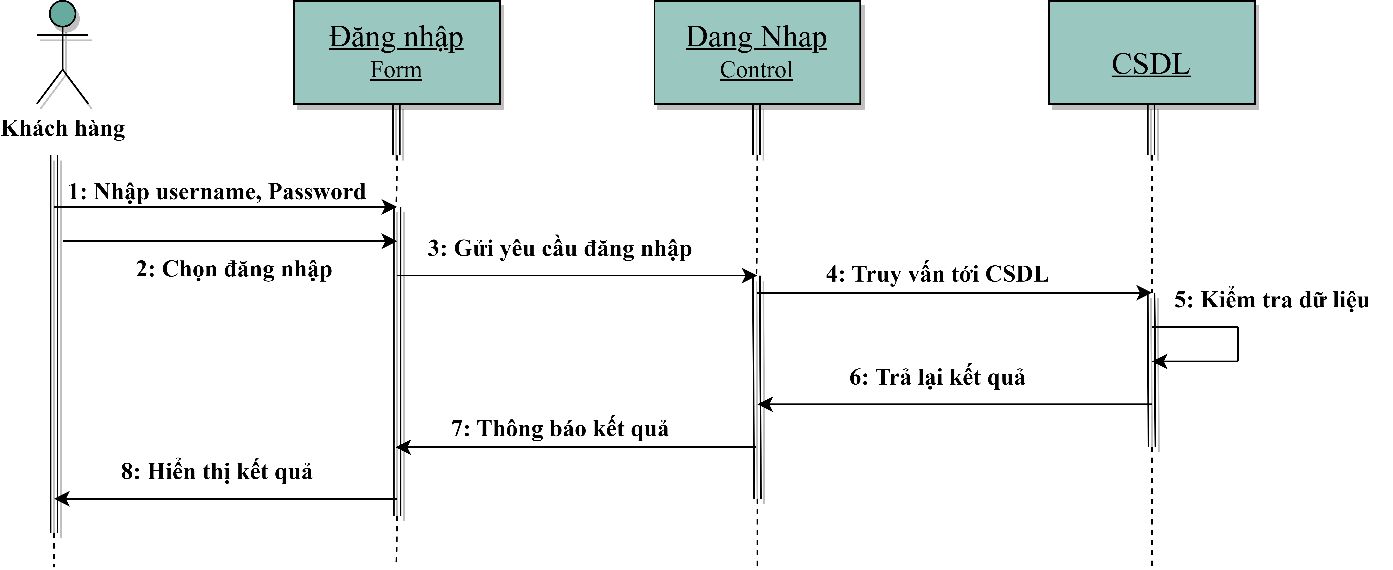 Đăng nhập
Form
Dang Nhap
Control
CSDL
Khách hàng
1: Nhập username, Password
2: Chọn đăng nhập
3: Gửi yêu cầu đăng nhập
4: Truy vấn tới CSDL
5: Kiểm tra dữ liệu
6: Trả lại kết quả
7: Thông báo kết quả
8: Hiển thị kết quả